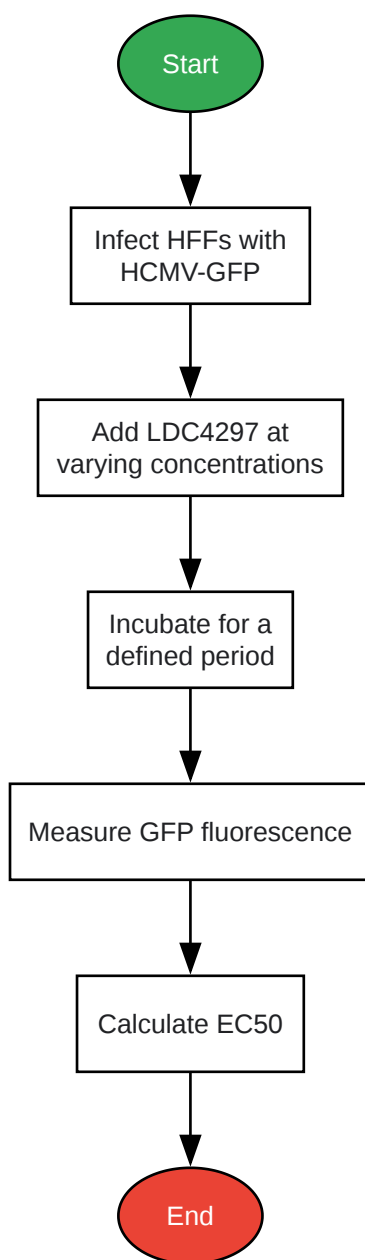 Start
Infect HFFs with
HCMV-GFP
Add LDC4297 at
varying concentrations
Incubate for a
defined period
Measure GFP fluorescence
Calculate EC50
End